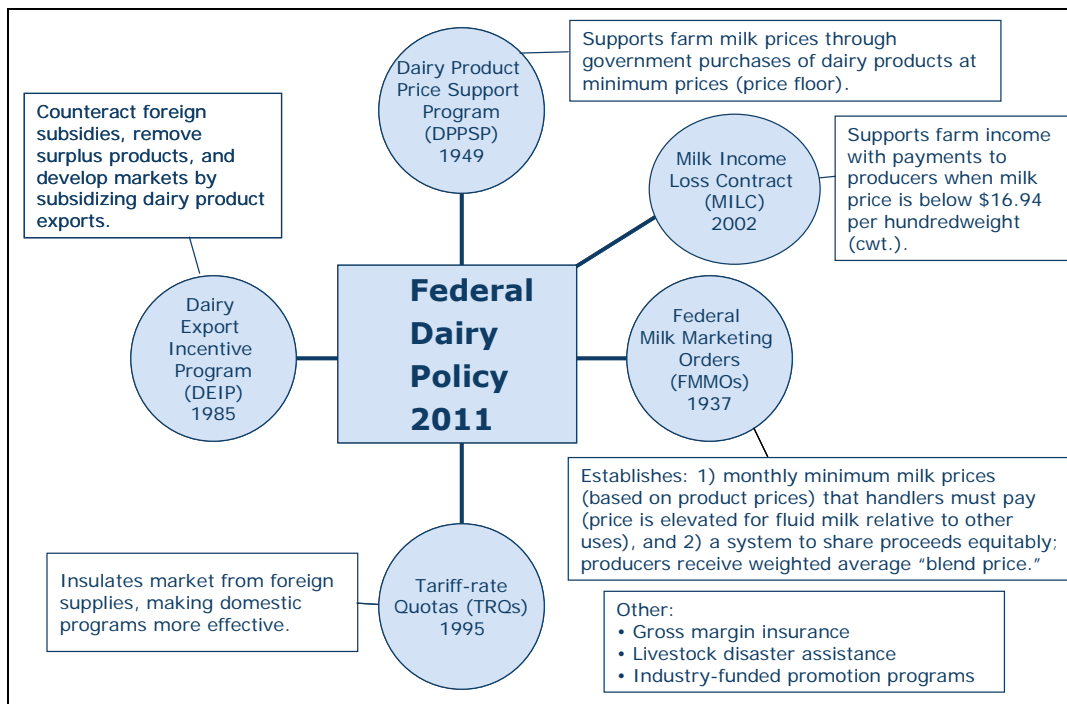 Dairy Product
Price Support
Program
(DPPSP)
1949
Supports farm milk prices through
government purchases of dairy products at
minimum prices (price floor).
Counteract foreign
subsidies, remove
surplus products, and
develop markets by
subsidizing dairy product
exports.
Milk Income
Loss Contract
(MILC)
2002
Supports farm income
with payments to
producers when milk
price is below $16.94
per hundredweight
(cwt.).
Federal
Dairy
Policy
2011
Dairy
Export
Incentive
Program
(DEIP)
1985
Federal
Milk Marketing
Orders
(FMMOs)
1937
Establishes: 1) monthly minimum milk prices
(based on product prices) that handlers must pay
(price is elevated for fluid milk relative to other
uses), and 2) a system to share proceeds equitably;
producers receive weighted average “blend price.”
Insulates market from foreign
supplies, making domestic
programs more effective.
Tariff-rate
Quotas (TRQs)
1995
Other:
• Gross margin insurance
• Livestock disaster assistance
• Industry-funded promotion programs